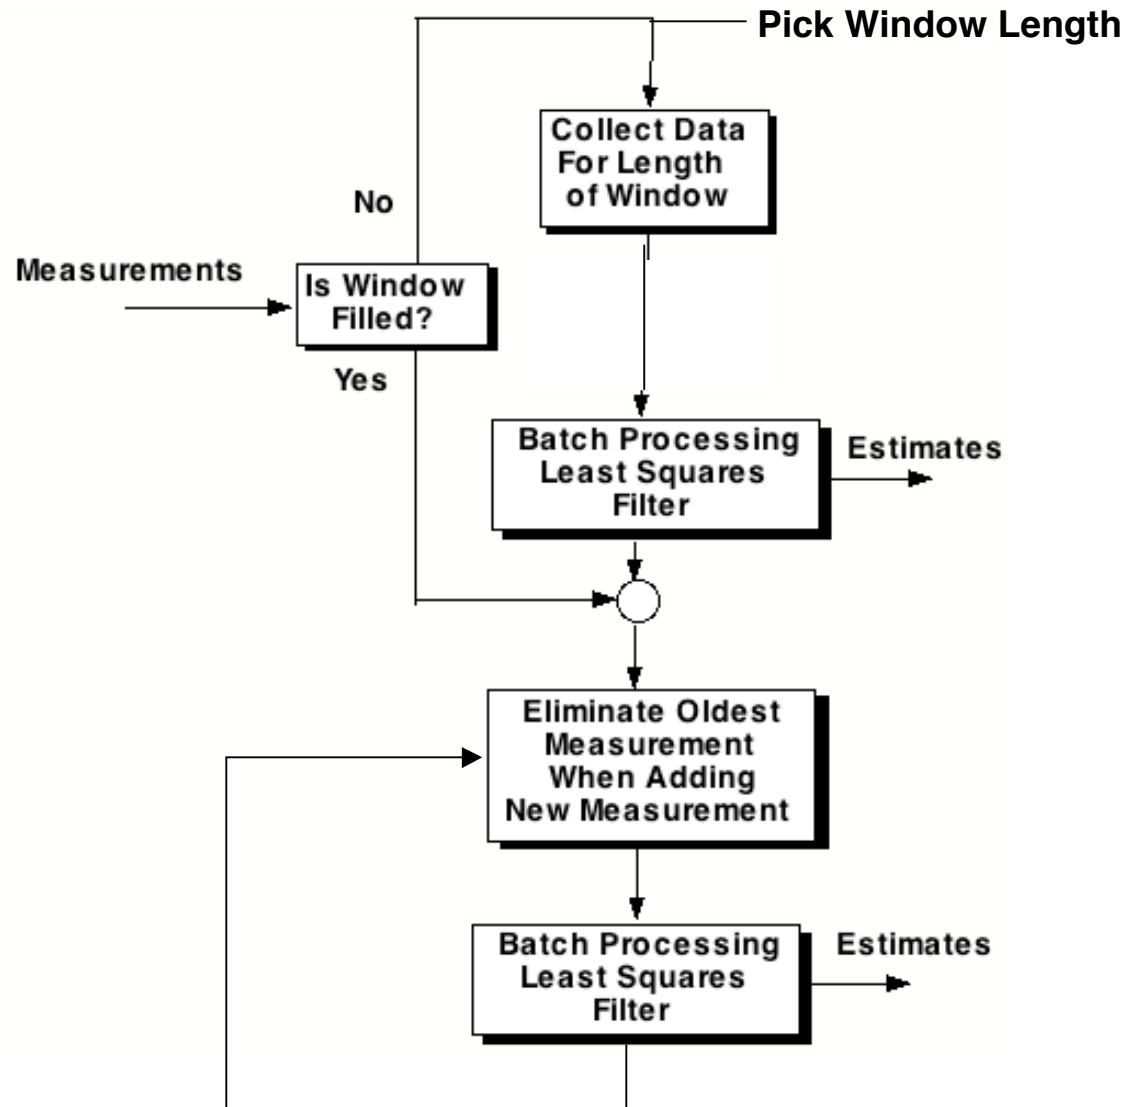 Pick Window Length
Collect Data
For Length
of Window
No
Measurements
Is Window
Filled?
Yes
Batch Processing
Least Squares
Filter
Estimates
Eliminate Oldest
Measurement
When Adding
New Measurement
Batch Processing
Least Squares
Filter
Estimates